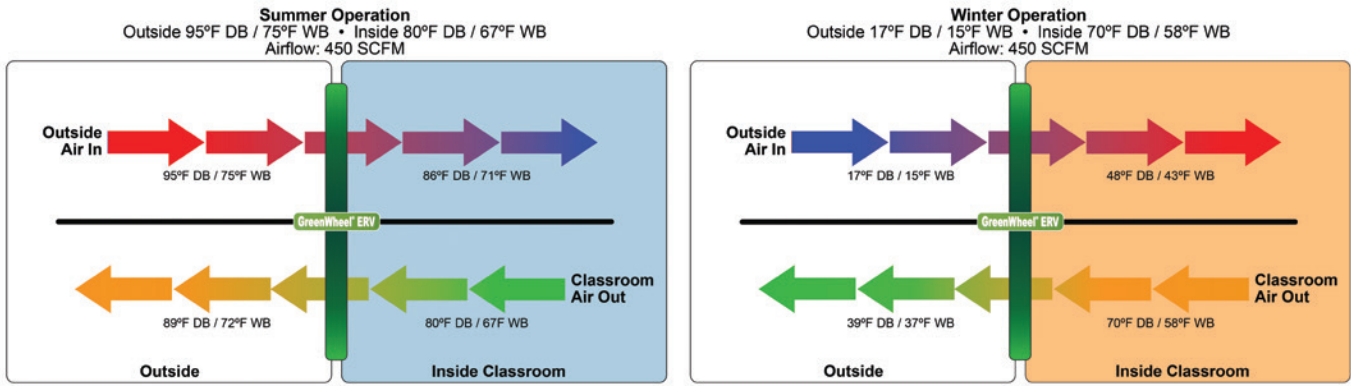 Summer Operation
Outside 95ºF DB / 75ºF WB • Inside 80ºF DB / 67ºF WB
Airflow: 450 SCFM
Outside
Air In
95ºF DB / 75ºF WB
86ºF DB / 71ºF WB
GreenWheel® ERV
89ºF DB / 72ºF WB
80ºF DB / 67F WB
Classroom
Air Out
Outside
Inside Classroom
Winter Operation
Outside 17ºF DB / 15ºF WB • Inside 70ºF DB / 58ºF WB
Airflow: 450 SCFM
Outside
Air In
17ºF DB / 15ºF WB
48ºF DB / 43ºF WB
GreenWheel® ERV
39ºF DB / 37ºF WB
70ºF DB / 58ºF WB
Classroom
Air Out
Outside
Inside Classroom